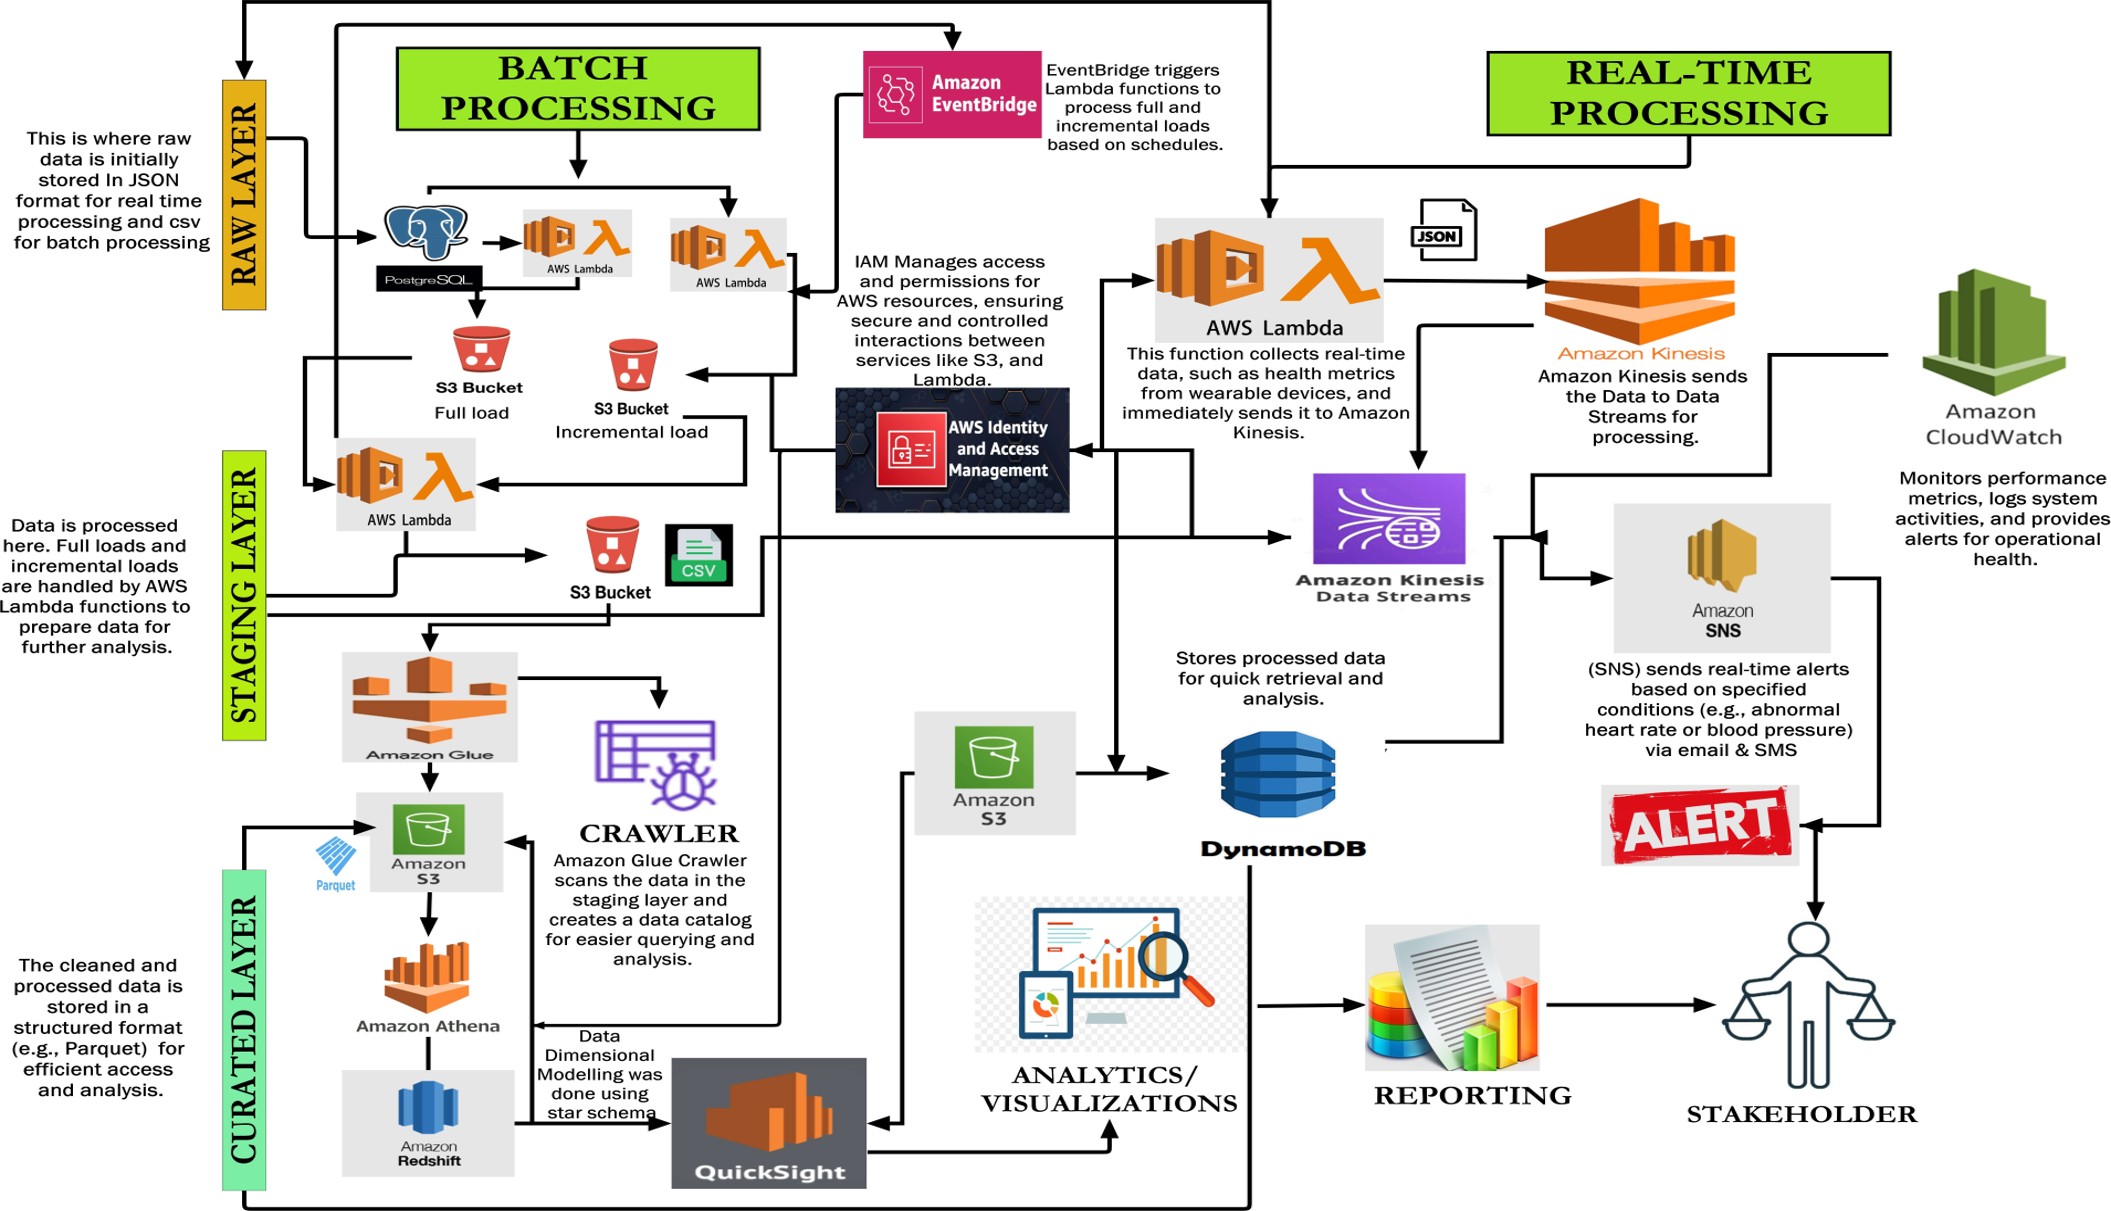 BATCH
PROCESSING
Amazon
EventBridge
EventBridge triggers
Lambda functions to
process full and
incremental loads
based on schedules.
REAL-TIME
PROCESSING
This is where raw
data is initially
stored In JSON
format for real time
processing and csv
for batch processing
RAW LAYER
PostgreSQL
AWS Lambda
AWS Lambda
S3 Bucket
Full load
S3 Bucket
Incremental load
IAM Manages access
and permissions for
AWS resources, ensuring
secure and controlled
interactions between
services like S3, and
Lambda.
AWS Identity
and Access
Management
AWS Lambda
This function collects real-time
data, such as health metrics
from wearable devices, and
immediately sends it to Amazon
Kinesis.
JSON
Amazon Kinesis
Amazon Kinesis sends
the Data to Data
Streams for
processing.
Amazon
CloudWatch
Monitors performance
metrics, logs system
activities, and provides
alerts for operational
health.
Data is processed
here. Full loads and
incremental loads
are handled by AWS
Lambda functions to
prepare data for
further analysis.
STAGING LAYER
AWS Lambda
S3 Bucket
CSV
Amazon Kinesis
Data Streams
Amazon
SNS
(SNS) sends real-time alerts
based on specified
conditions (e.g., abnormal
heart rate or blood pressure)
via email & SMS
ALERT
Amazon Glue
CRAWLER
Amazon Glue Crawler
scans the data in the
staging layer and
creates a data catalog
for easier querying and
analysis.
Stores processed data
for quick retrieval and
analysis.
Amazon
S3
DynamoDB
The cleaned and
processed data is
stored in a
structured format
(e.g., Parquet) for
efficient access
and analysis.
CURATED LAYER
Parquet
Amazon
S3
Amazon Athena
Amazon
Redshift
Data
Dimensional
Modelling was
done using
star schema
QuickSight
ANALYTICS/
VISUALIZATIONS
REPORTING
STAKEHOLDER